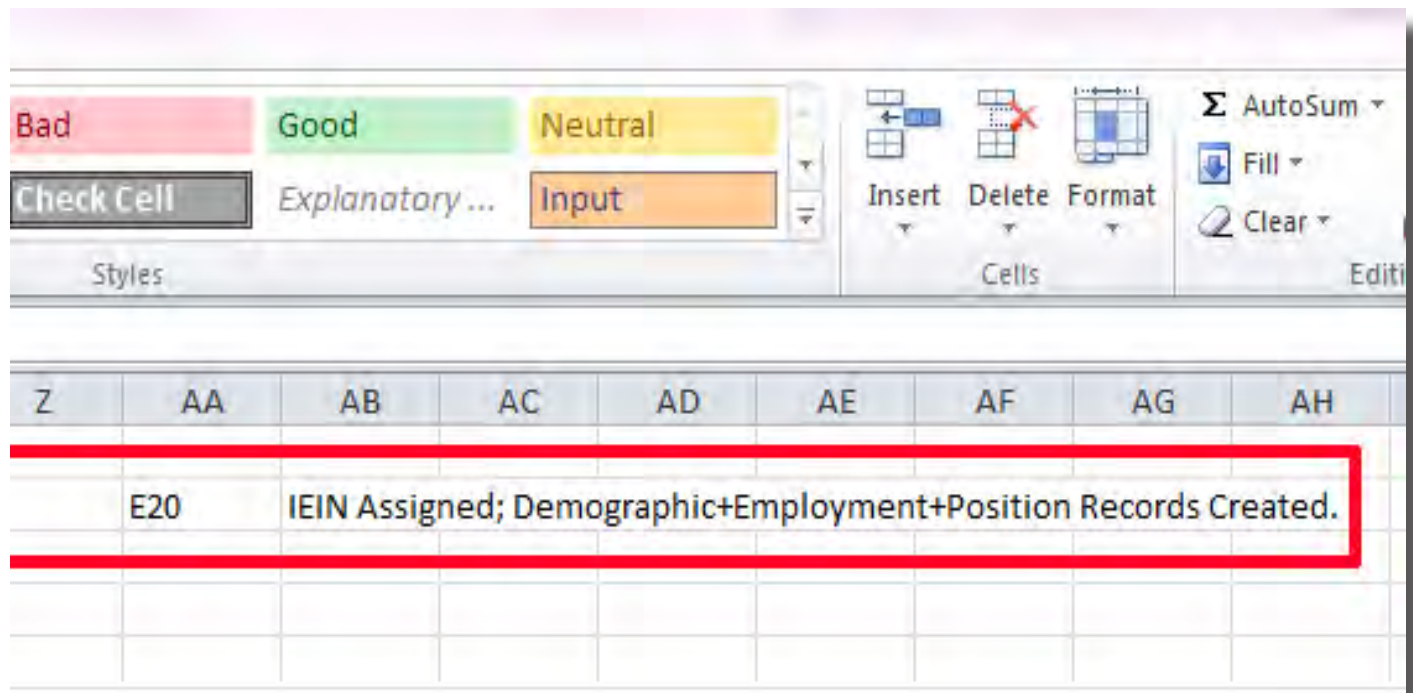 Bad Good Neutral
Σ AutoSum
Fill
Check Cell Explanatory ... Input
Insert Delete Format
Clear
Styles Cells Editi
Z AA AB AC AD AE AF AG AH
E20 IEIN Assigned; Demographic+Employment+Position Records Created.